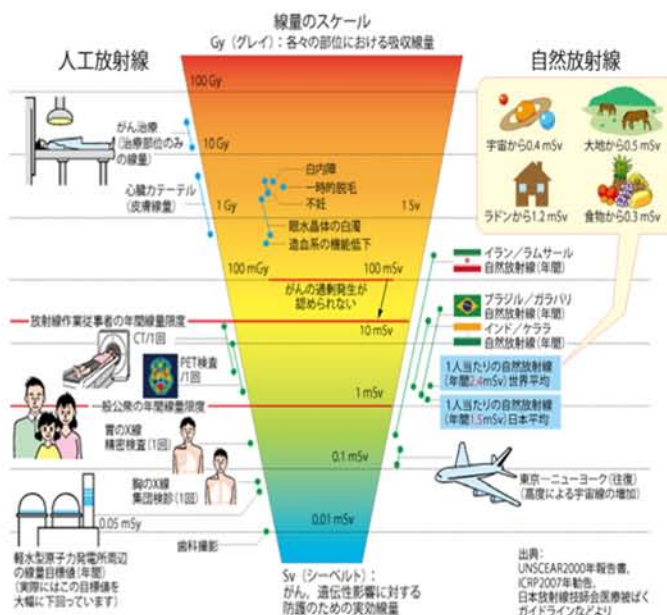 線量のスケール
Gy（グレイ）：各々の部位における吸収線量
人工放射線
自然放射線
100 Gy
がん治療
（治療部位のみ
の線量）
10 Gy
心臓カテーテル
（皮膚線量）
1 Gy
白内障
一時的脱毛
不妊
眼水晶体の白濁
造血系の機能低下
1 Sv
宇宙から0.4 mSv
大地から0.5 mSv
ラドンから1.2 mSv
食物から0.3 mSv
100 mGy
100 mSv
がんの過剰発生が
認められない
イラン／ラムサール
自然放射線（年間）
放射線作業従事者の年間線量限度
10 mSv
ブラジル／ガラパリ
自然放射線（年間）
インド／ケララ
自然放射線（年間）
CT/1回
PET検査
/1回
1 mSv
1人当たりの自然放射線
（年間2.4mSv）世界平均
一般公衆の年間線量限度
1人当たりの自然放射線
（年間1.5mSv）日本平均
胃のX線
精密検査（1回）
0.1 mSv
胸のX線
集団検診（1回）
東京ーニューヨーク（往復）
（高度による宇宙線の増加）
0.05 mSy
0.01 mSv
歯科撮影
軽水型原子力発電所周辺
の線量目標値（年間）
（実際にはこの目標値を
大幅に下回っています）
Sv（シーベルト）：
がん，遺伝性影響に対する
防護のための実効線量
出典：
UNSCEAR2000年報告書，
ICRP2007年勧告，
日本放射線技師会医療被ばく
ガイドラインなどより